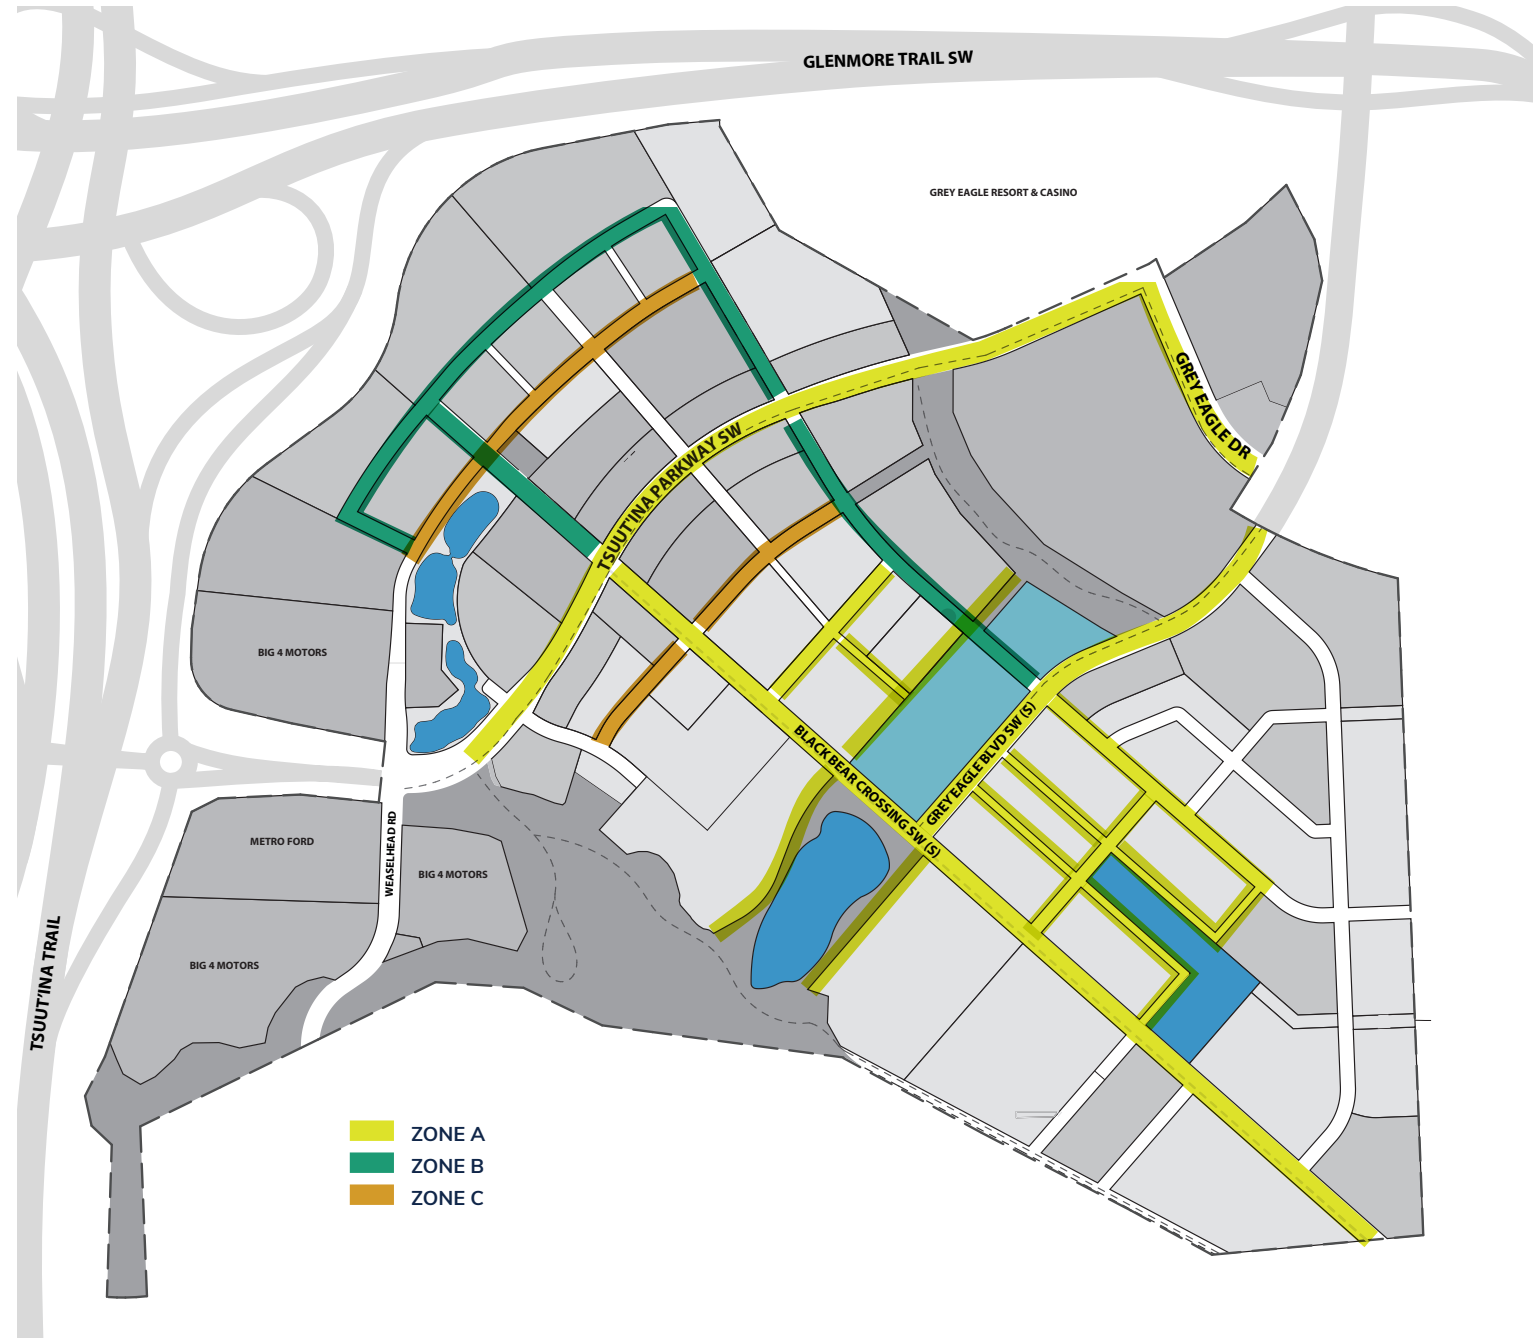 GLENMORE TRAIL SW
GREY EAGLE RESORT & CASINO
GREY EAGLE DR
TSUUT'INA PARKWAY SW
BIG 4 MOTORS
GREY EAGLE BLVD SW (S)
BLACK BEAR CROSSING SW (S)
METRO FORD
WEASELHEAD RD
BIG 4 MOTORS
BIG 4 MOTORS
TSUUT'INA TRAIL
ZONE A
ZONE B
ZONE C